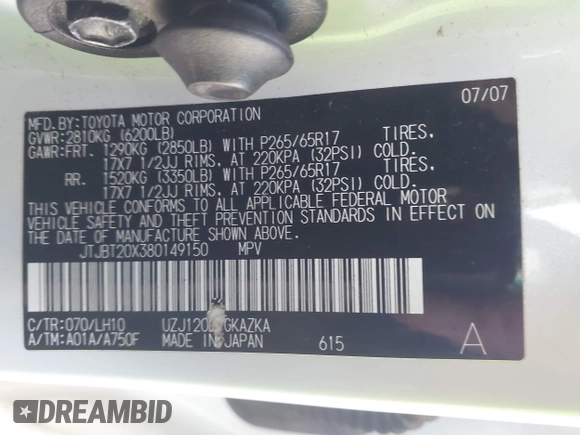 MFD.BY:TOYOTA MOTOR CORPORATION 07/07
GVWR:2810KG (6200LB)
GAWR:FRT. 1290KG (2850LB) WITH P265/65R17 TIRES,
17X7 1/2JJ RIMS, AT 220KPA (32PSI) COLD.
RR. 1520KG (3350LB) WITH P265/65R17 TIRES,
17X7 1/2JJ RIMS, AT 220KPA (32PSI) COLD.
THIS VEHICLE CONFORMS TO ALL APPLICABLE FEDERAL MOTOR
VEHICLE SAFETY AND THEFT PREVENTION STANDARDS IN EFFECT ON
THE DATE OF MANUFACTURE SHOWN ABOVE.
JTJBT20X380149150 MPV
C/TR:070/LH10
A/TM:A01A/A750F MADE IN JAPAN 615 A
DREAMBID